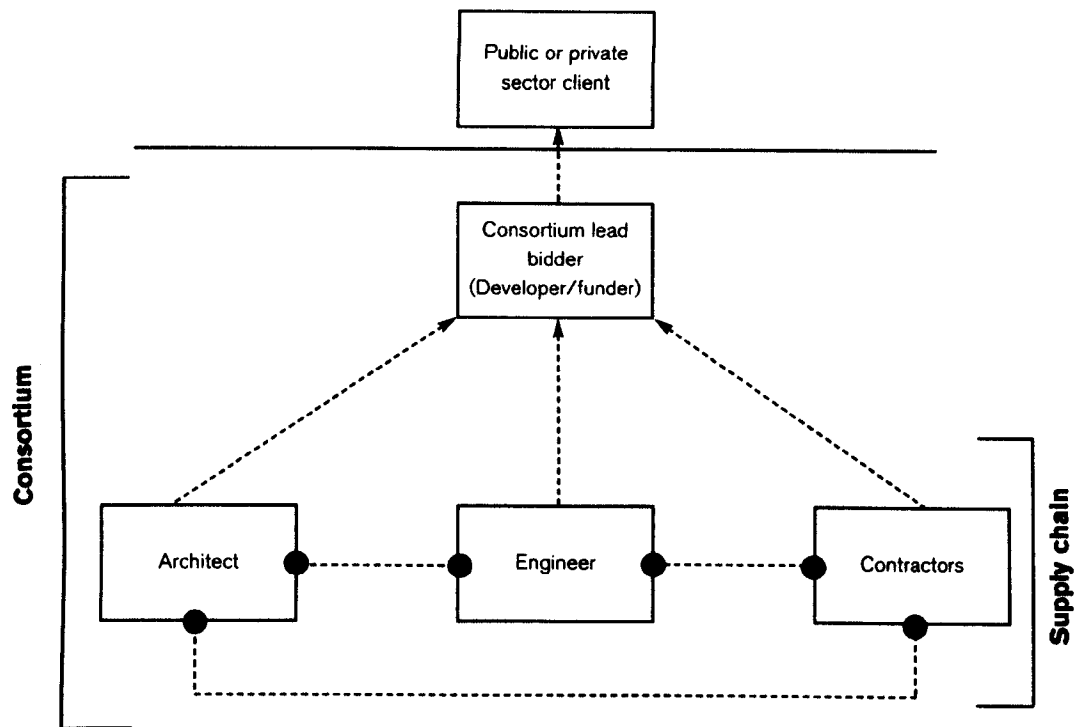 Public or private
sector client
Consortium lead
bidder
(Developer/funder)
Consortium
Architect
Engineer
Contractors
Supply chain